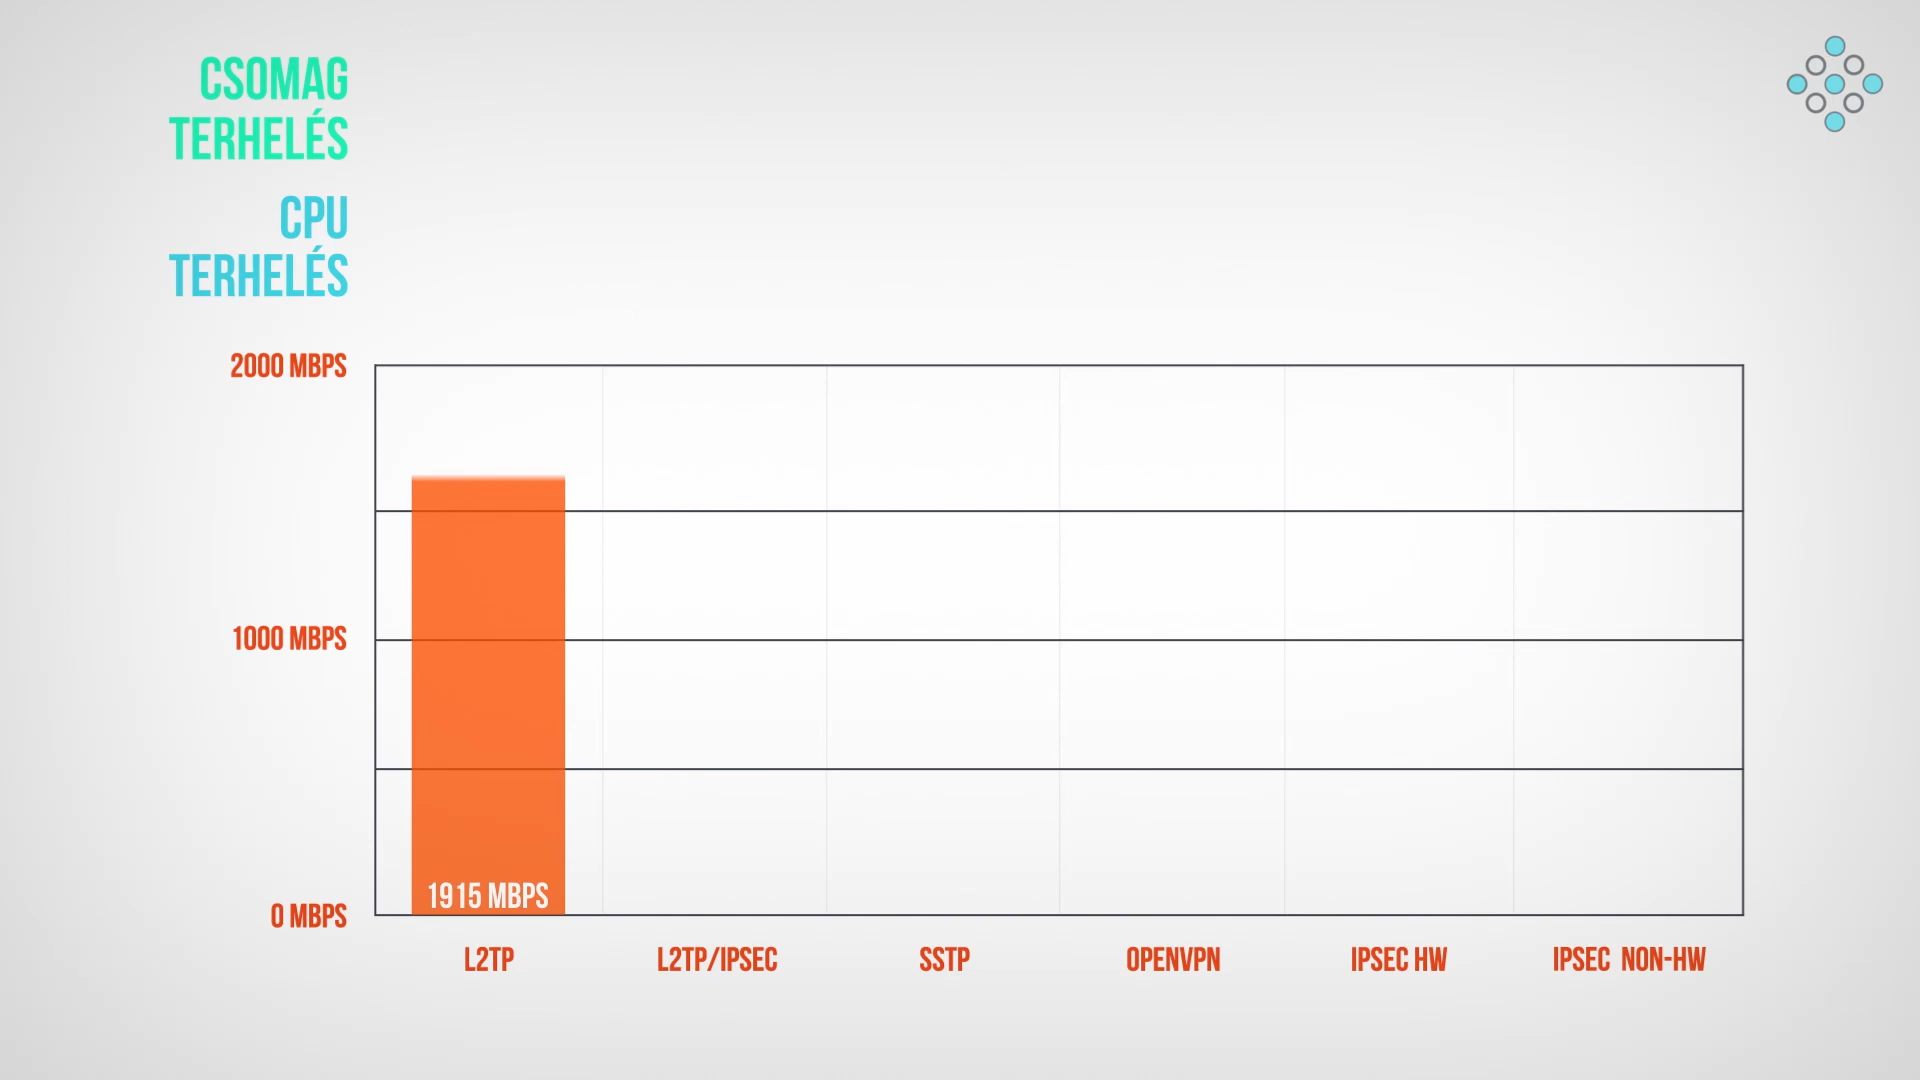 CSOMAG
TERHELÉS
CPU
TERHELÉS
2000 MBPS
1000 MBPS
0 MBPS
1915 MBPS
L2TP
L2TP/IPSEC
SSTP
OPENVPN
IPSEC HW
IPSEC NON-HW